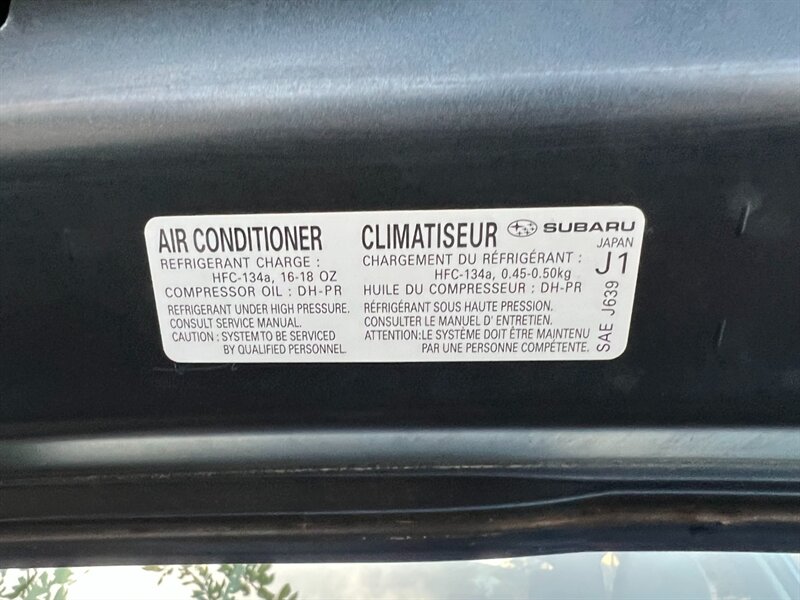 AIR CONDITIONER
REFRIGERANT CHARGE :
HFC-134a, 16-18 OZ
COMPRESSOR OIL : DH-PR
REFRIGERANT UNDER HIGH PRESSURE.
CONSULT SERVICE MANUAL.
CAUTION : SYSTEM TO BE SERVICED
BY QUALIFIED PERSONNEL.
CLIMATISEUR
CHARGEMENT DU RÉFRIGÉRANT :
HFC-134a, 0.45-0.50kg
HUILE DU COMPRESSEUR : DH-PR
RÉFRIGÉRANT SOUS HAUTE PRESSION.
CONSULTER LE MANUEL D' ENTRETIEN.
ATTENTION:LE SYSTÈME DOIT ÊTRE MAINTENU
PAR UNE PERSONNE COMPÉTENTE.
SUBARU
JAPAN
J1
SAE J639